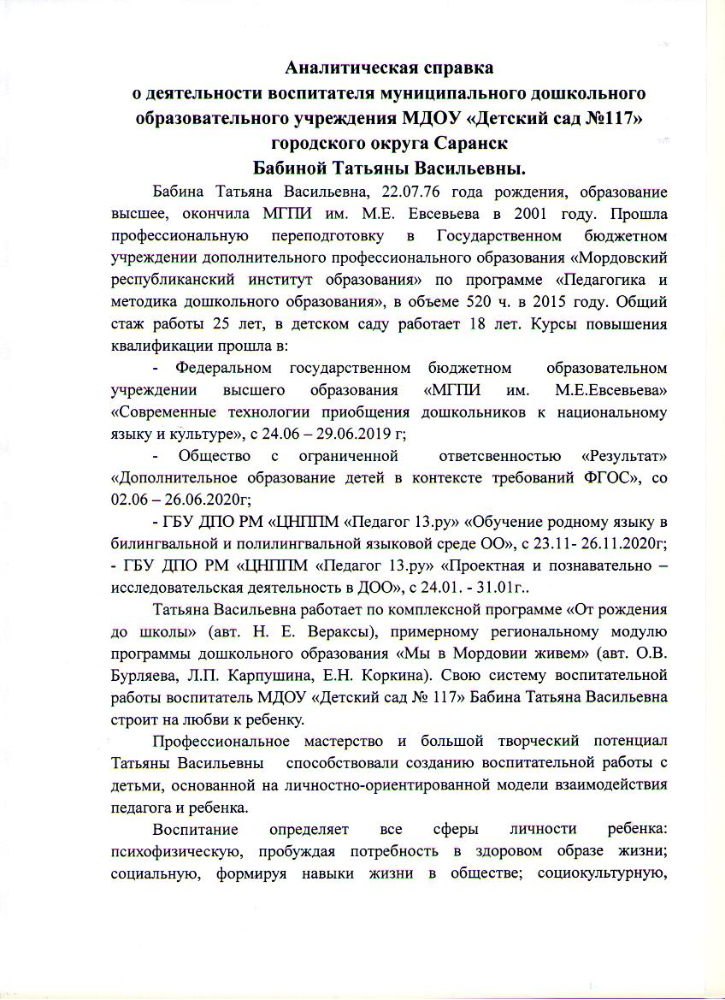 Аналитическая справка
о деятельности воспитателя муниципального дошкольного
образовательного учреждения МДОУ «Детский сад №117»
городского округа Саранск
Бабиной Татьяны Васильевны.
Бабина Татьяна Васильевна, 22.07.76 года рождения, образование
высшее, окончила МГПИ им. М.Е. Евсевьева в 2001 году. Прошла
профессиональную переподготовку в Государственном бюджетном
учреждении дополнительного профессионального образования «Мордовский
республиканский институт образования» по программе «Педагогика и
методика дошкольного образования», в объеме 520 ч. в 2015 году. Общий
стаж работы 25 лет, в детском саду работает 18 лет. Курсы повышения
квалификации прошла в:
- Федеральном государственном бюджетном образовательном
учреждении высшего образования «МГПИ им. М.Е.Евсевьева»
«Современные технологии приобщения дошкольников к национальному
языку и культуре», с 24.06 – 29.06.2019 г;
- Общество с ограниченной ответсвенностью «Результат»
«Дополнительное образование детей в контексте требований ФГОС», со
02.06 – 26.06.2020г;
- ГБУ ДПО РМ «ЦНППМ «Педагог 13.ру» «Обучение родному языку в
билингвальной и полилингвальной языковой среде ОО», с 23.11- 26.11.2020г;
- ГБУ ДПО РМ «ЦНППМ «Педагог 13.ру» «Проектная и познавательно –
исследовательская деятельность в ДОО», с 24.01. - 31.01г..
Татьяна Васильевна работает по комплексной программе «От рождения
до школы» (авт. Н. Е. Вераксы), примерному региональному модулю
программы дошкольного образования «Мы в Мордовии живем» (авт. О.В.
Бурляева, Л.П. Карпушина, Е.Н. Коркина). Свою систему воспитательной
работы воспитатель МДОУ «Детский сад № 117» Бабина Татьяна Васильевна
строит на любви к ребенку.
Профессиональное мастерство и большой творческий потенциал
Татьяны Васильевны способствовали созданию воспитательной работы с
детьми, основанной на личностно-ориентированной модели взаимодействия
педагога и ребенка.
Воспитание определяет все сферы личности ребенка:
психофизическую, пробуждая потребность в здоровом образе жизни;
социальную, формируя навыки жизни в обществе; социокультурную,